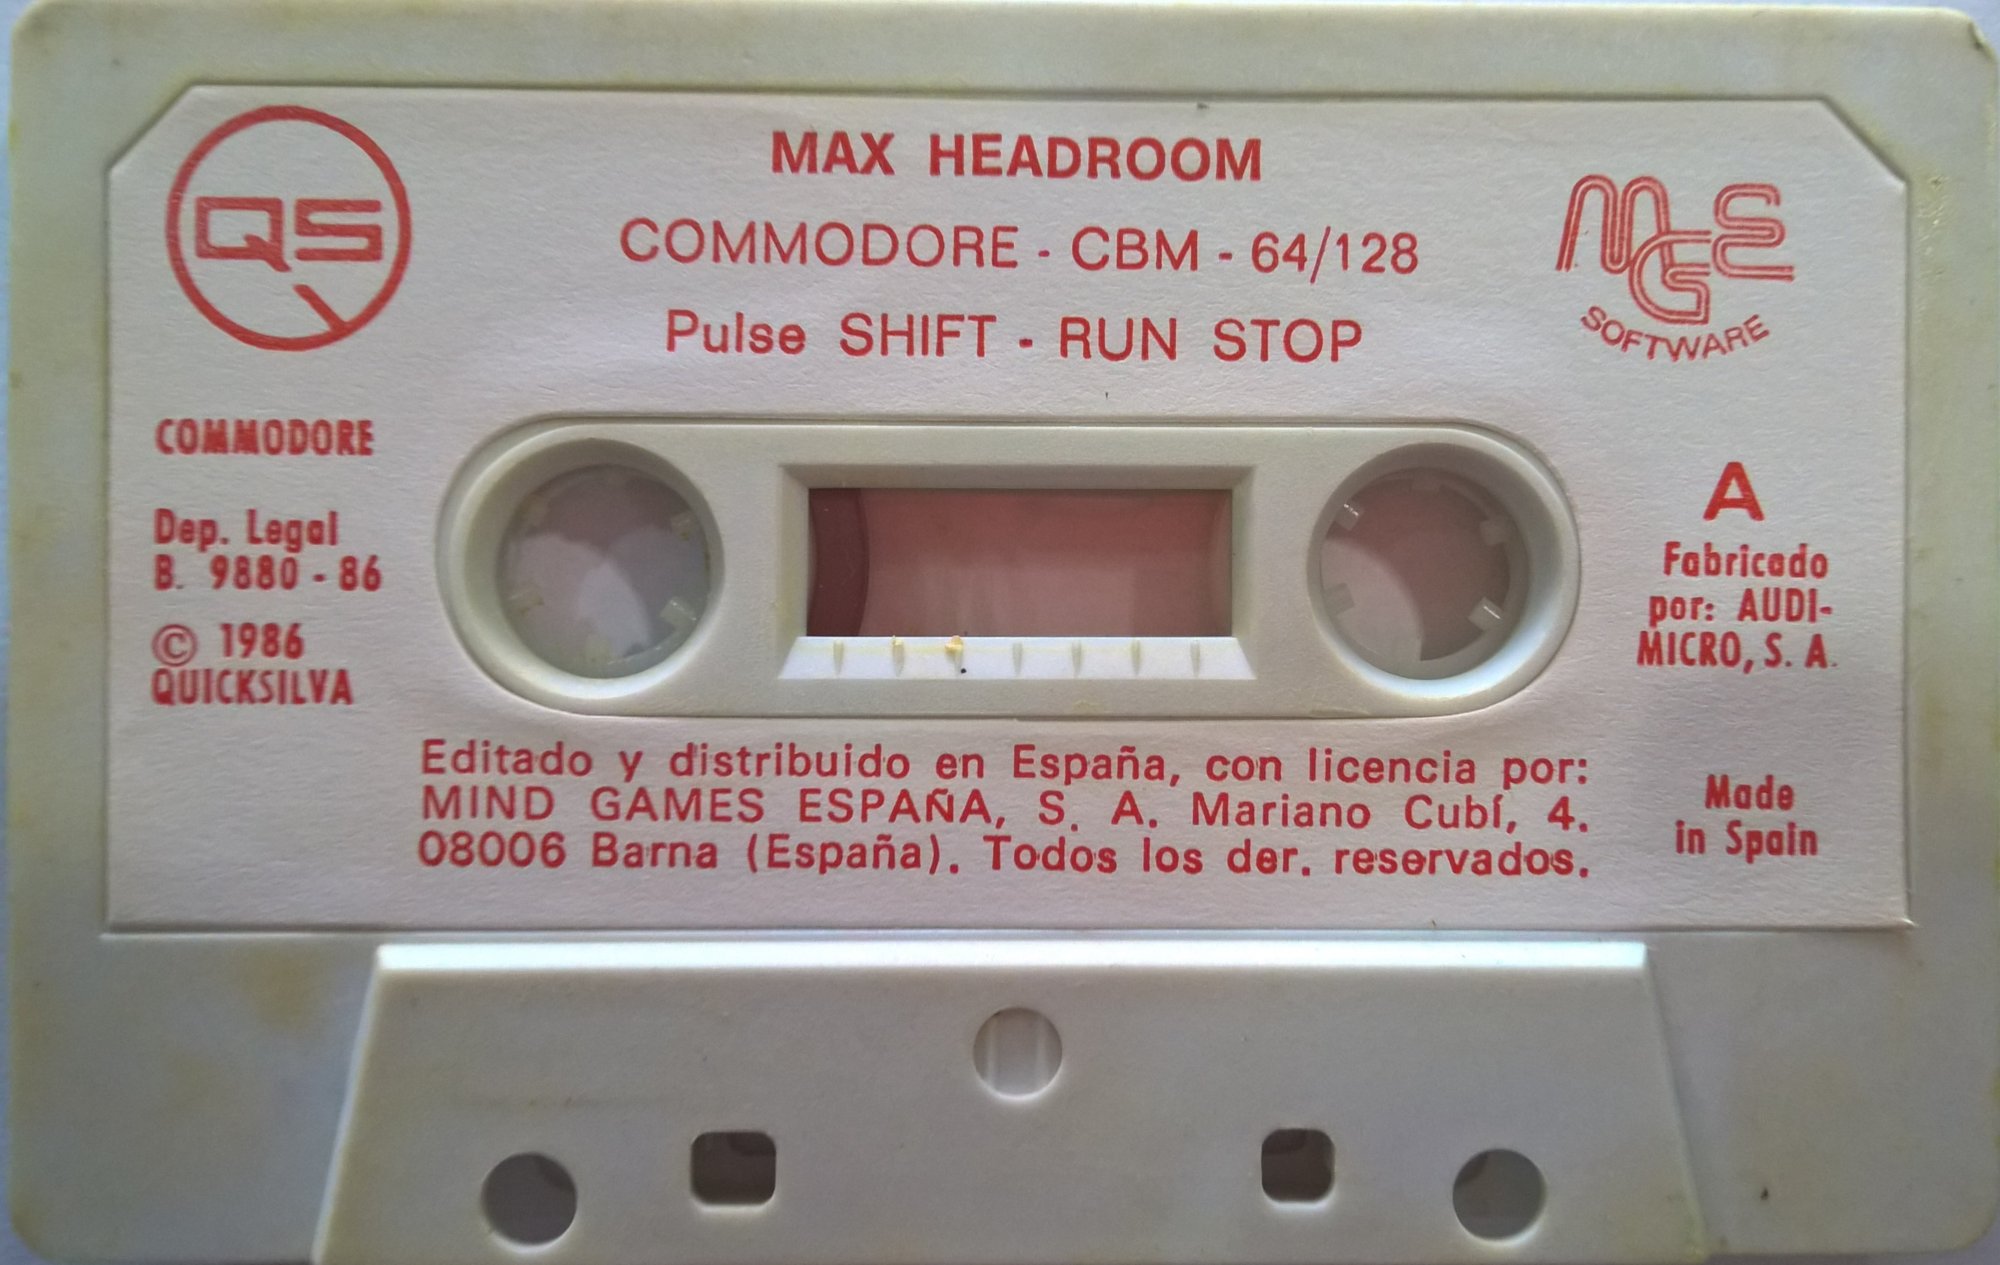 QS
MAX HEADROOM
COMMODORE - CBM - 64/128
Pulse SHIFT - RUN STOP
MGE
SOFTWARE
COMMODORE
Dep. Legal
B. 9880 - 86
© 1986
QUICKSILVA
A
Fabricado
por: AUDI-
MICRO, S. A.
Editado y distribuido en España, con licencia por:
MIND GAMES ESPAÑA, S. A. Mariano Cubí, 4.
08006 Barna (España). Todos los der. reservados.
Made
in Spain